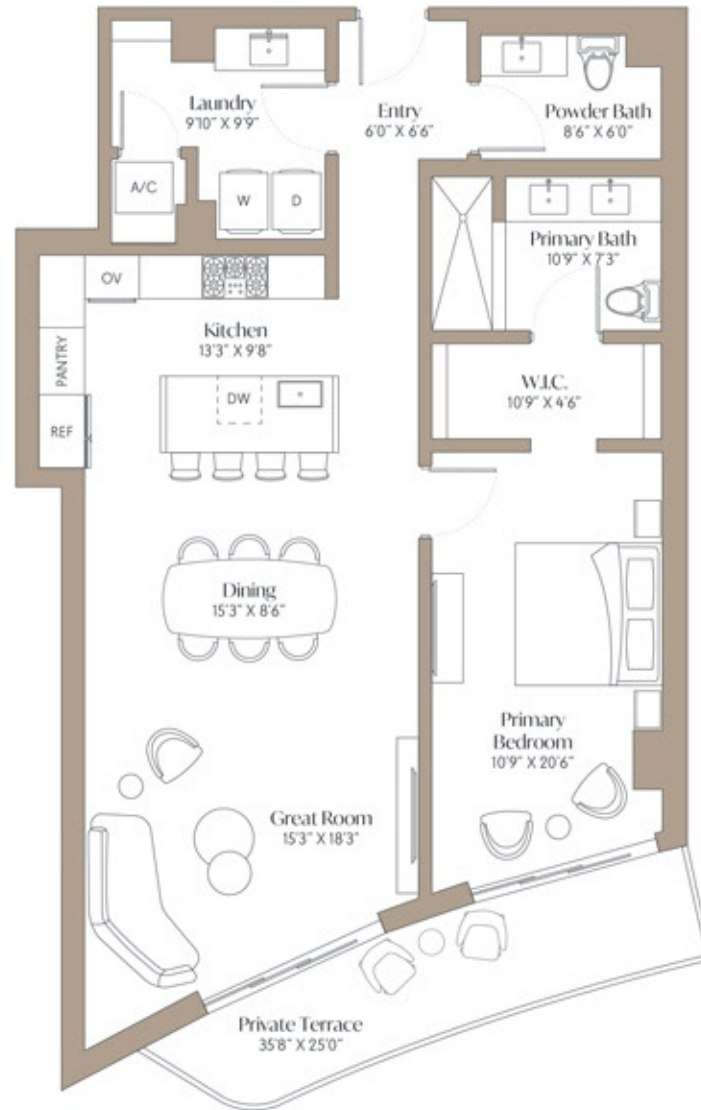 Laundry
9'10" X 9'9"
Entry
6'0" X 6'6"
Powder Bath
8'6" X 6'0"
A/C
W
D
Primary Bath
10'9" X 7'3"
OV
Kitchen
13'3" X 9'8"
PANTRY
W.I.C.
10'9" X 4'6"
DW
REF
Dining
15'3" X 8'6"
Primary
Bedroom
10'9" X 20'6"
Great Room
15'3" X 18'3"
Private Terrace
35'8" X 25'0"